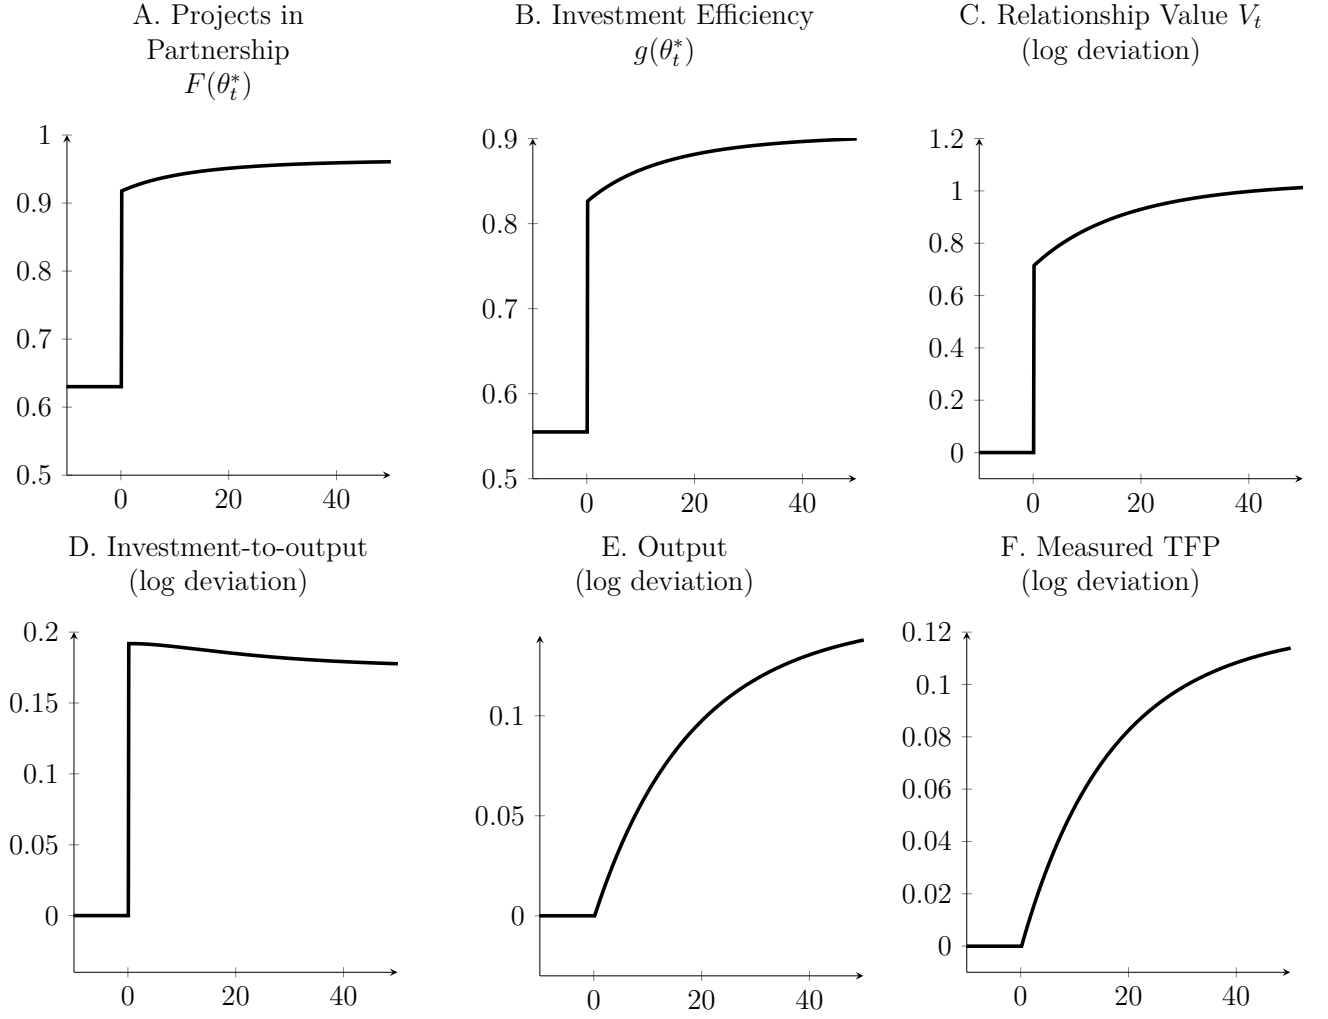 A. Projects in
Partnership
F(θ*t)
1
0.9
0.8
0.7
0.6
0.5
0 20 40
B. Investment Efficiency
g(θ*t)
0.9
0.8
0.7
0.6
0.5
0 20 40
C. Relationship Value Vt
(log deviation)
1.2
1
0.8
0.6
0.4
0.2
0
0 20 40
D. Investment-to-output
(log deviation)
0.2
0.15
0.1
0.05
0
0 20 40
E. Output
(log deviation)
0.1
0.05
0
0 20 40
F. Measured TFP
(log deviation)
0.12
0.1
0.08
0.06
0.04
0.02
0
0 20 40